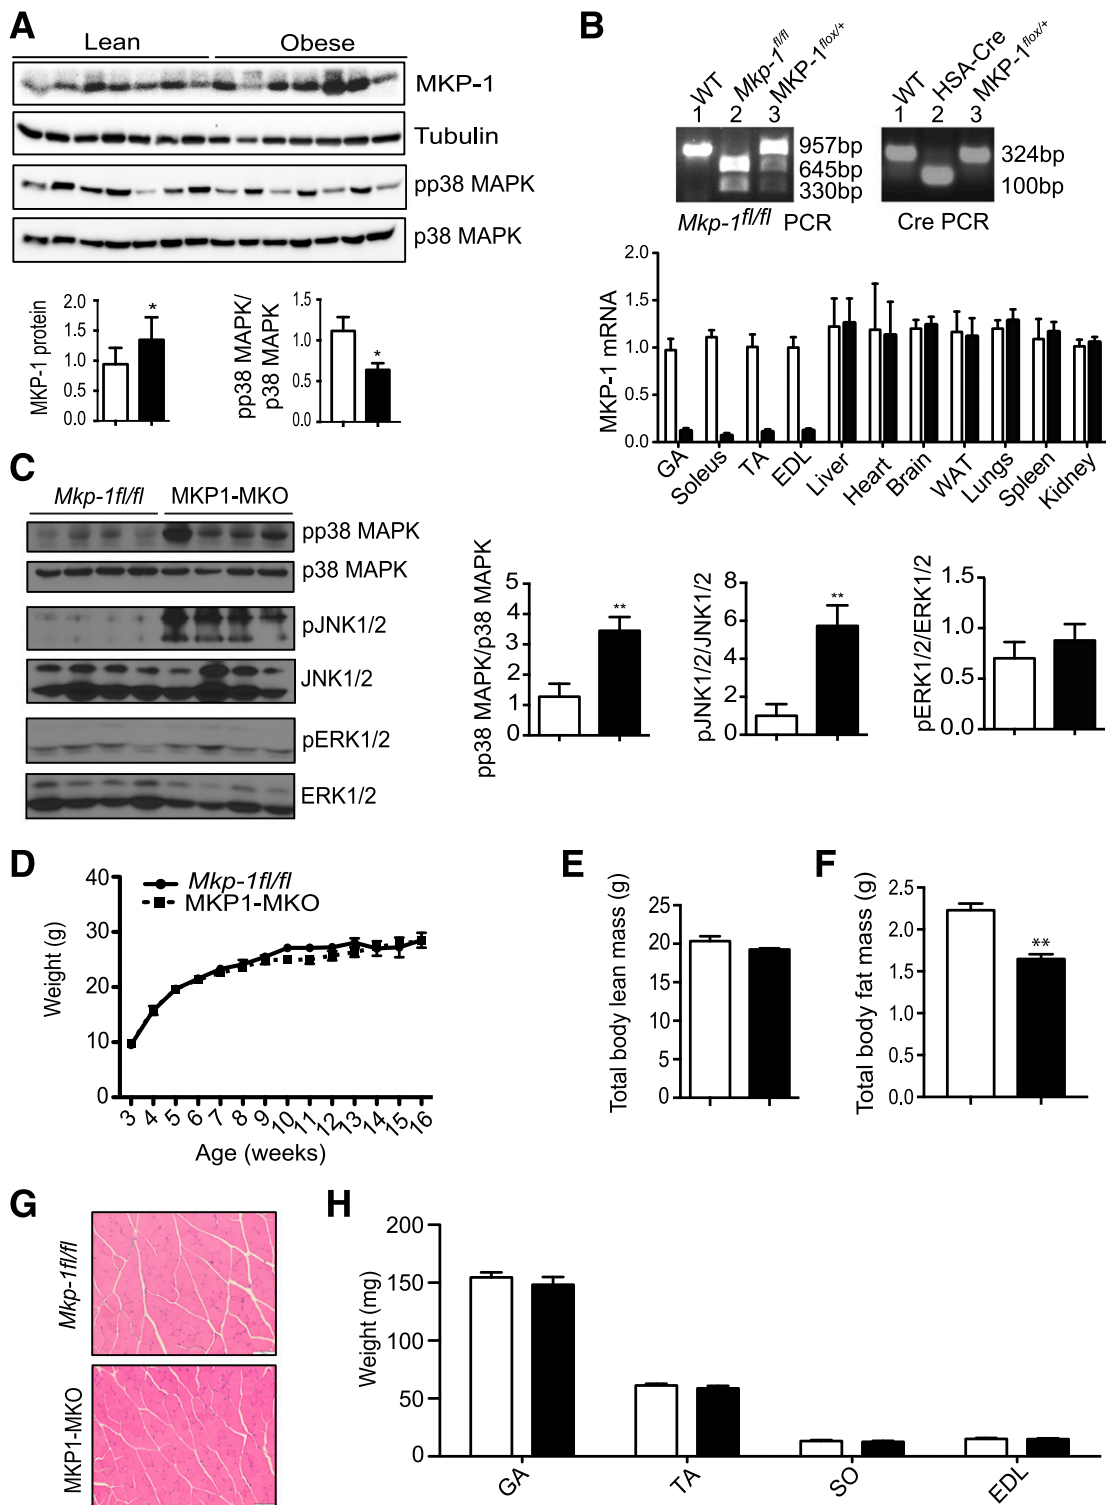 A
Lean
Obese
MKP-1
Tubulin
pp38 MAPK
p38 MAPK
MKP-1 protein
2.0
1.5
1.0
0.5
0.0
*
pp38 MAPK/
p38 MAPK
1.5
1.0
0.5
0.0
*
B
WT
Mkp-1fl/fl
MKP-1flox/+
1 2 3
957bp
645bp
330bp
Mkp-1fl/fl PCR
WT
HSA-Cre
MKP-1flox/+
1 2 3
324bp
100bp
Cre PCR
MKP-1 mRNA
2.0
1.5
1.0
0.5
0.0
GA
Soleus
TA
EDL
Liver
Heart
Brain
WAT
Lungs
Spleen
Kidney
C
Mkp-1fl/fl
MKP1-MKO
pp38 MAPK
p38 MAPK
pJNK1/2
JNK1/2
pERK1/2
ERK1/2
pp38 MAPK/p38 MAPK
5
4
3
2
1
0
**
pJNK1/2/JNK1/2
8
6
4
2
0
**
pERK1/2/ERK1/2
1.5
1.0
0.5
0.0
D
Weight (g)
40
30
20
10
0
Mkp-1fl/fl
MKP1-MKO
3 4 5 6 7 8 9 10 11 12 13 14 15 16
Age (weeks)
E
Total body lean mass (g)
25
20
15
10
5
0
F
Total body fat mass (g)
2.5
2.0
1.5
1.0
0.5
0.0
**
G
Mkp-1fl/fl
MKP1-MKO
H
Weight (mg)
200
150
100
50
0
GA
TA
SO
EDL